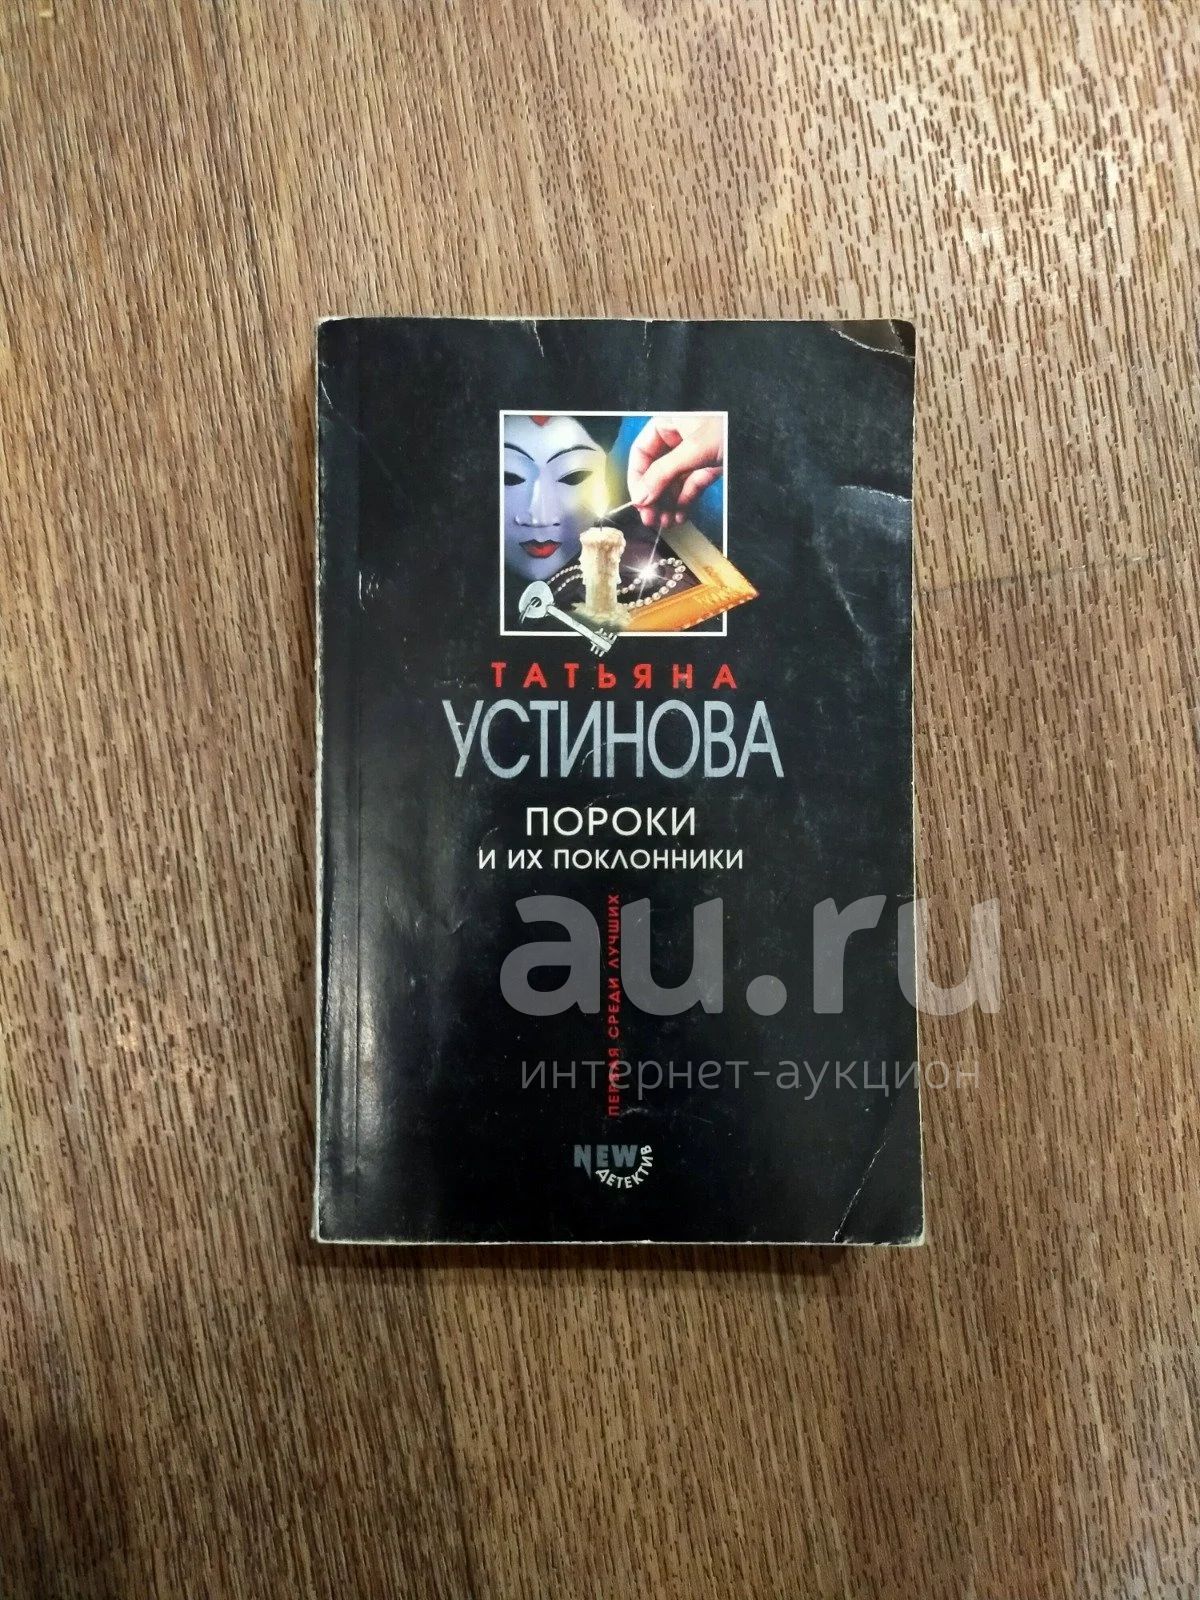 ТАТЬЯНА
УСТИНОВА
ПОРОКИ
И ИХ ПОКЛОННИКИ
ПЕРВАЯ СРЕДИ ЛУЧШИХ
au.ru
интернет-аукцион
NEW
ДЕТЕКТИВ